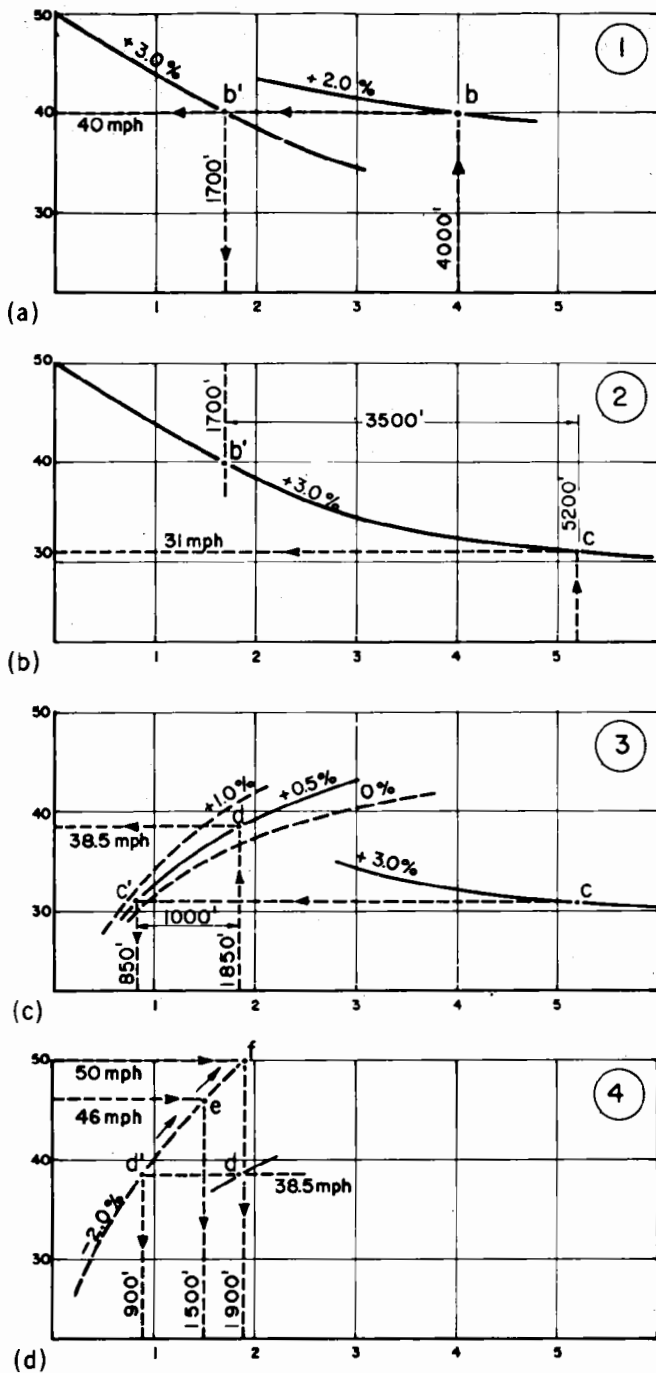 50
+3.0%
1
b'
+2.0%
b
40
40 mph
1700'
4000'
30
1 2 3 4 5
(a)
50
2
1700'
3500'
b'
40
+3.0%
5200'
31 mph
c
30
1 2 3 4 5
(b)
50
3
+1.0%
+0.5%
0%
40
d
38.5 mph
+3.0%
c'
c
30
1000'
850'
1850'
1 2 3 4 5
(c)
50
f
50 mph
4
46 mph
e
40
d'
d
38.5 mph
-2.0%
30
900'
1500'
1900'
1 2 3 4 5
(d)